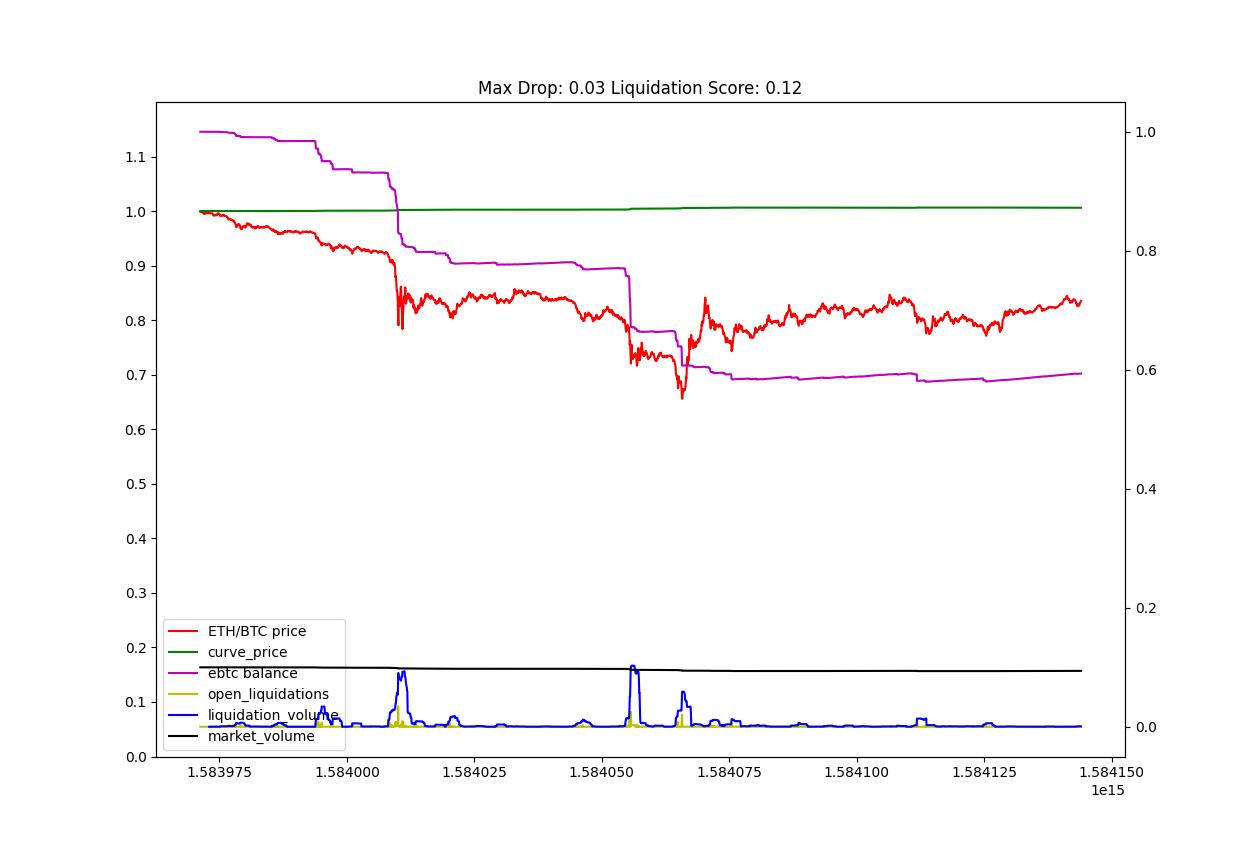 Max Drop: 0.03 Liquidation Score: 0.12
1.1
1.0
0.9
0.8
0.7
0.6
0.5
0.4
0.3
0.2
0.1
0.0
1.0
0.8
0.6
0.4
0.2
0.0
ETH/BTC price
curve_price
ebtc balance
open_liquidations
liquidation_volume
market_volume
1.583975 1.584000 1.584025 1.584050 1.584075 1.584100 1.584125 1.584150
1e15